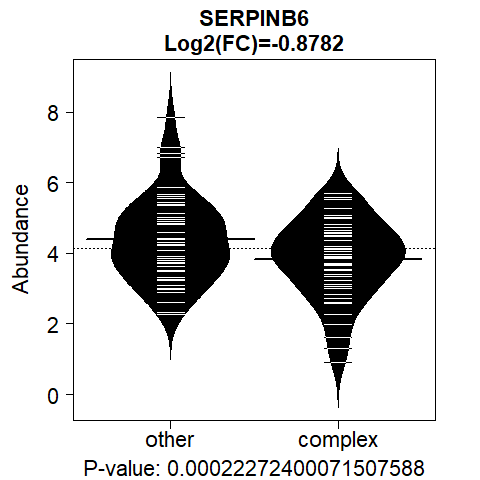 SERPINB6
Log2(FC)=-0.8782
Abundance
8
6
4
2
0
other complex
P-value: 0.00022272400071507588